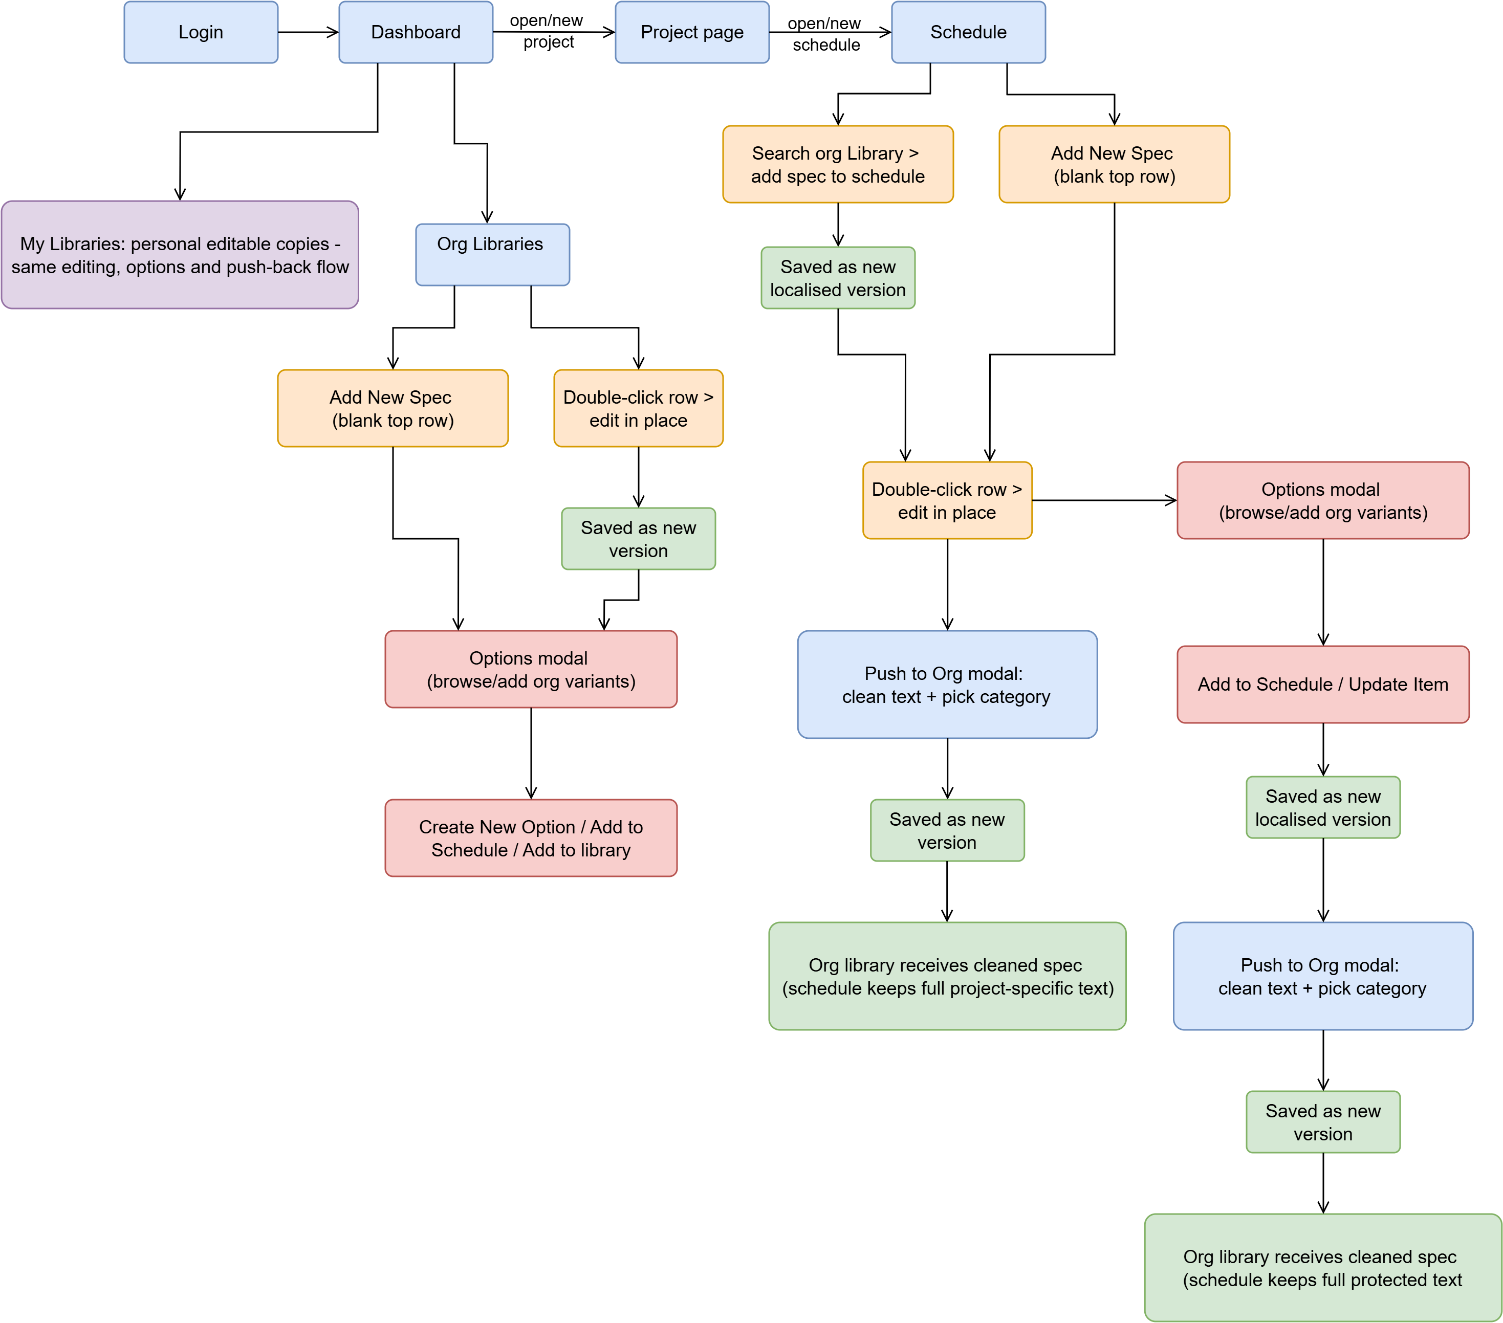 Login
Dashboard
open/new
project
Project page
open/new
schedule
Schedule
Search org Library >
add spec to schedule
Add New Spec
(blank top row)
My Libraries: personal editable copies -
same editing, options and push-back flow
Org Libraries
Saved as new
localised version
Add New Spec
(blank top row)
Double-click row >
edit in place
Double-click row >
edit in place
Options modal
(browse/add org variants)
Saved as new
version
Options modal
(browse/add org variants)
Push to Org modal:
clean text + pick category
Add to Schedule / Update Item
Create New Option / Add to
Schedule / Add to library
Saved as new
version
Saved as new
localised version
Org library receives cleaned spec
(schedule keeps full project-specific text)
Push to Org modal:
clean text + pick category
Saved as new
version
Org library receives cleaned spec
(schedule keeps full protected text